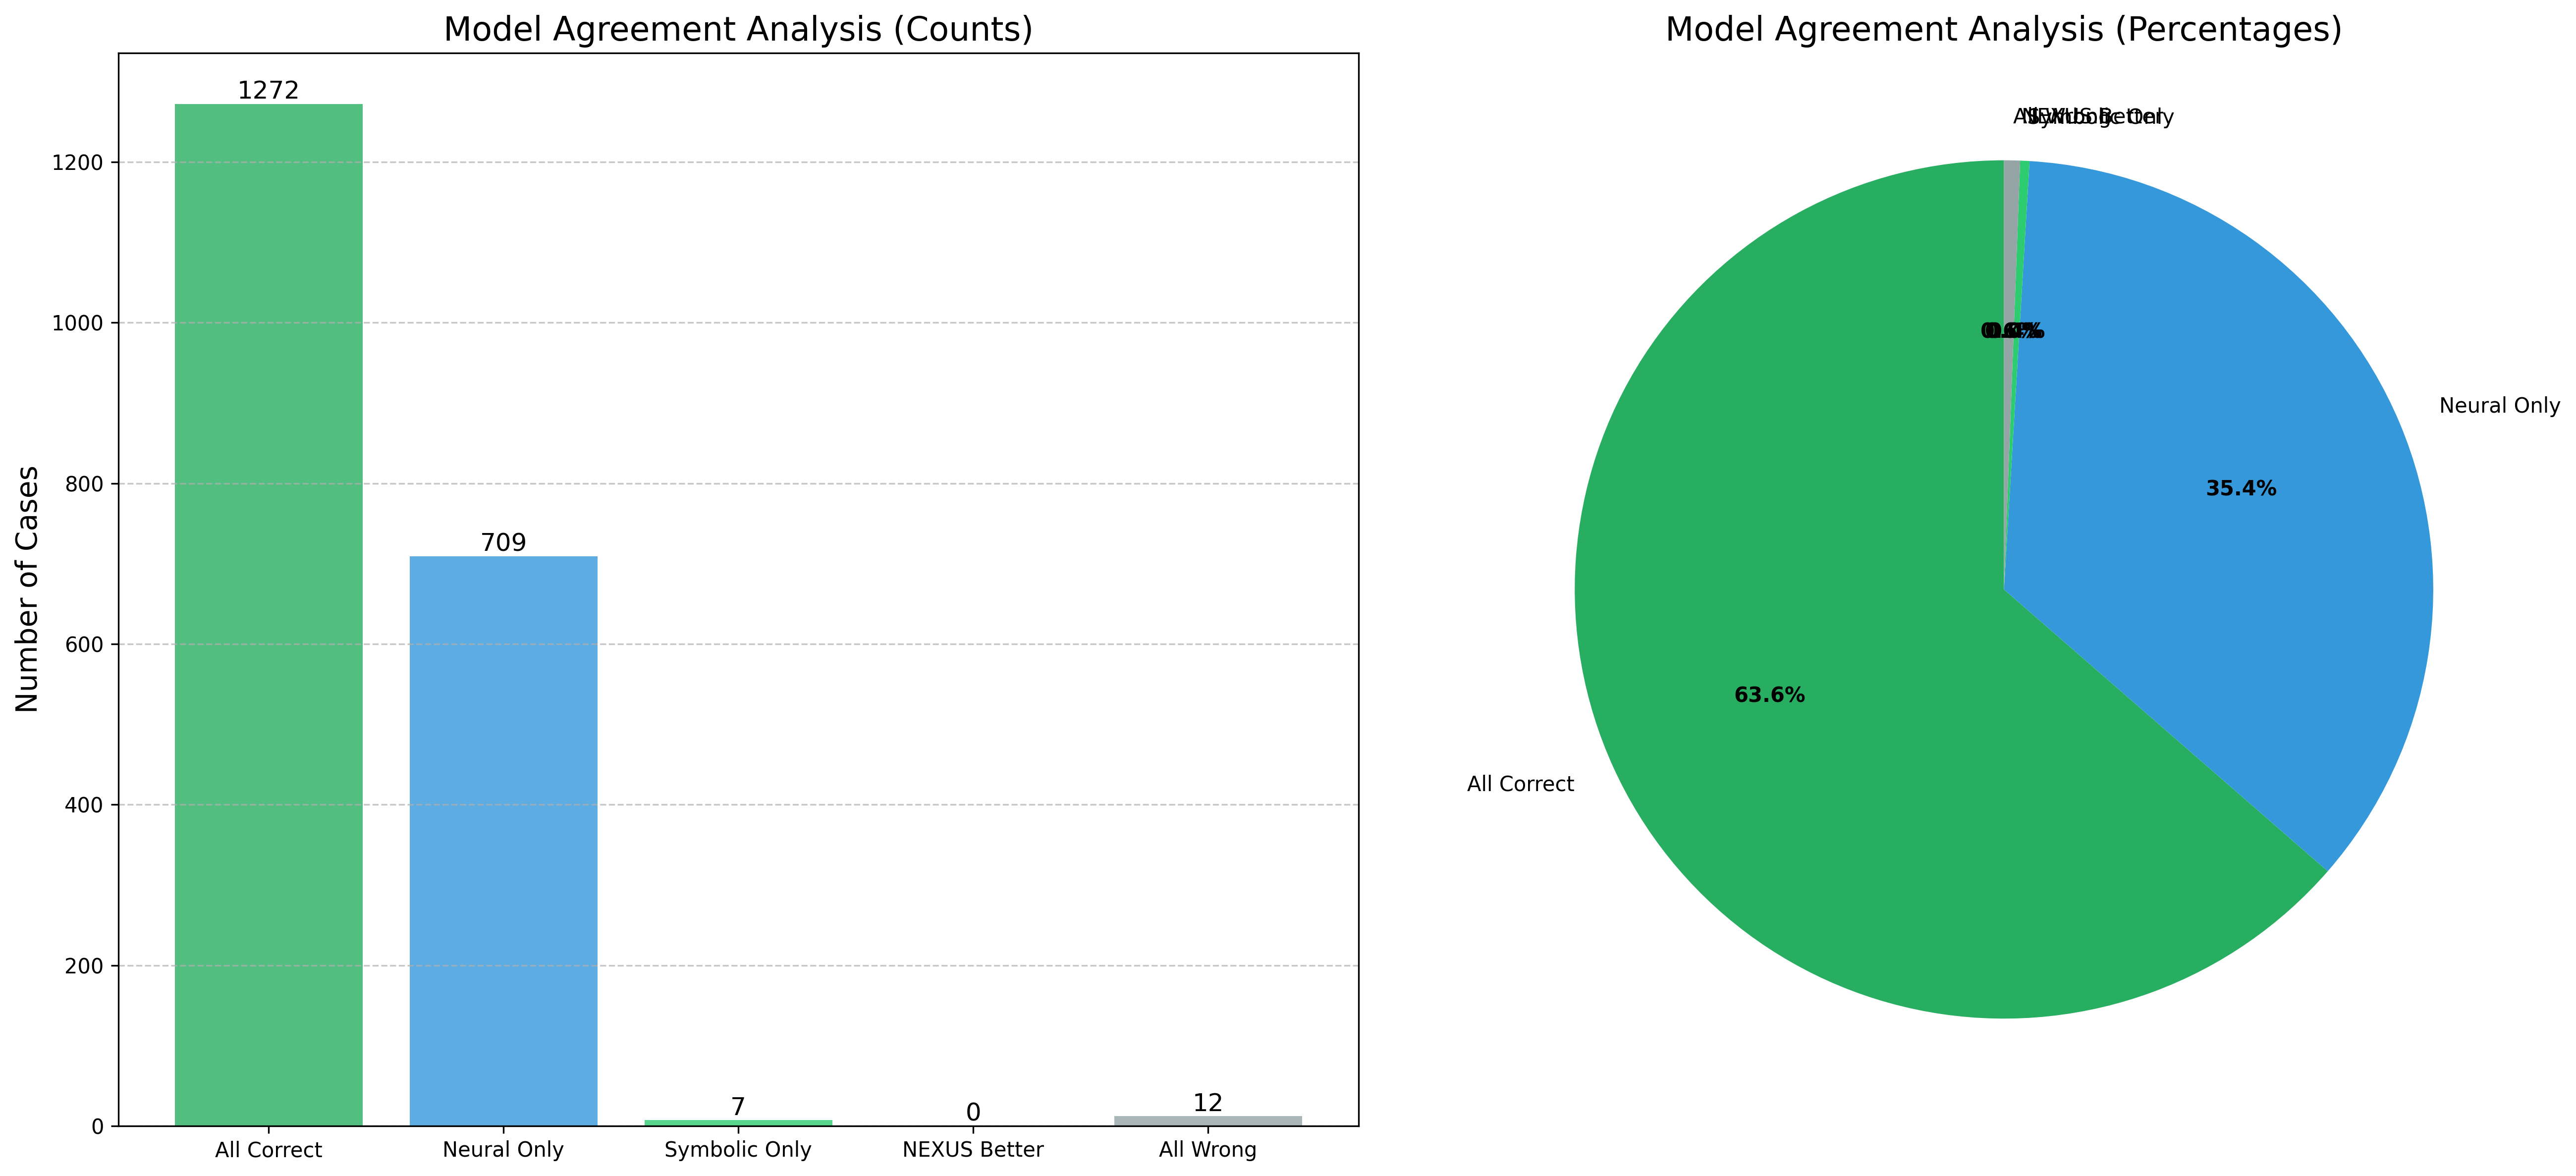 Model Agreement Analysis (Counts)
Number of Cases
1200
1000
800
600
400
200
0
1272
709
7
0
12
All Correct
Neural Only
Symbolic Only
NEXUS Better
All Wrong
Model Agreement Analysis (Percentages)
Neural Only
35.4%
63.6%
All Correct